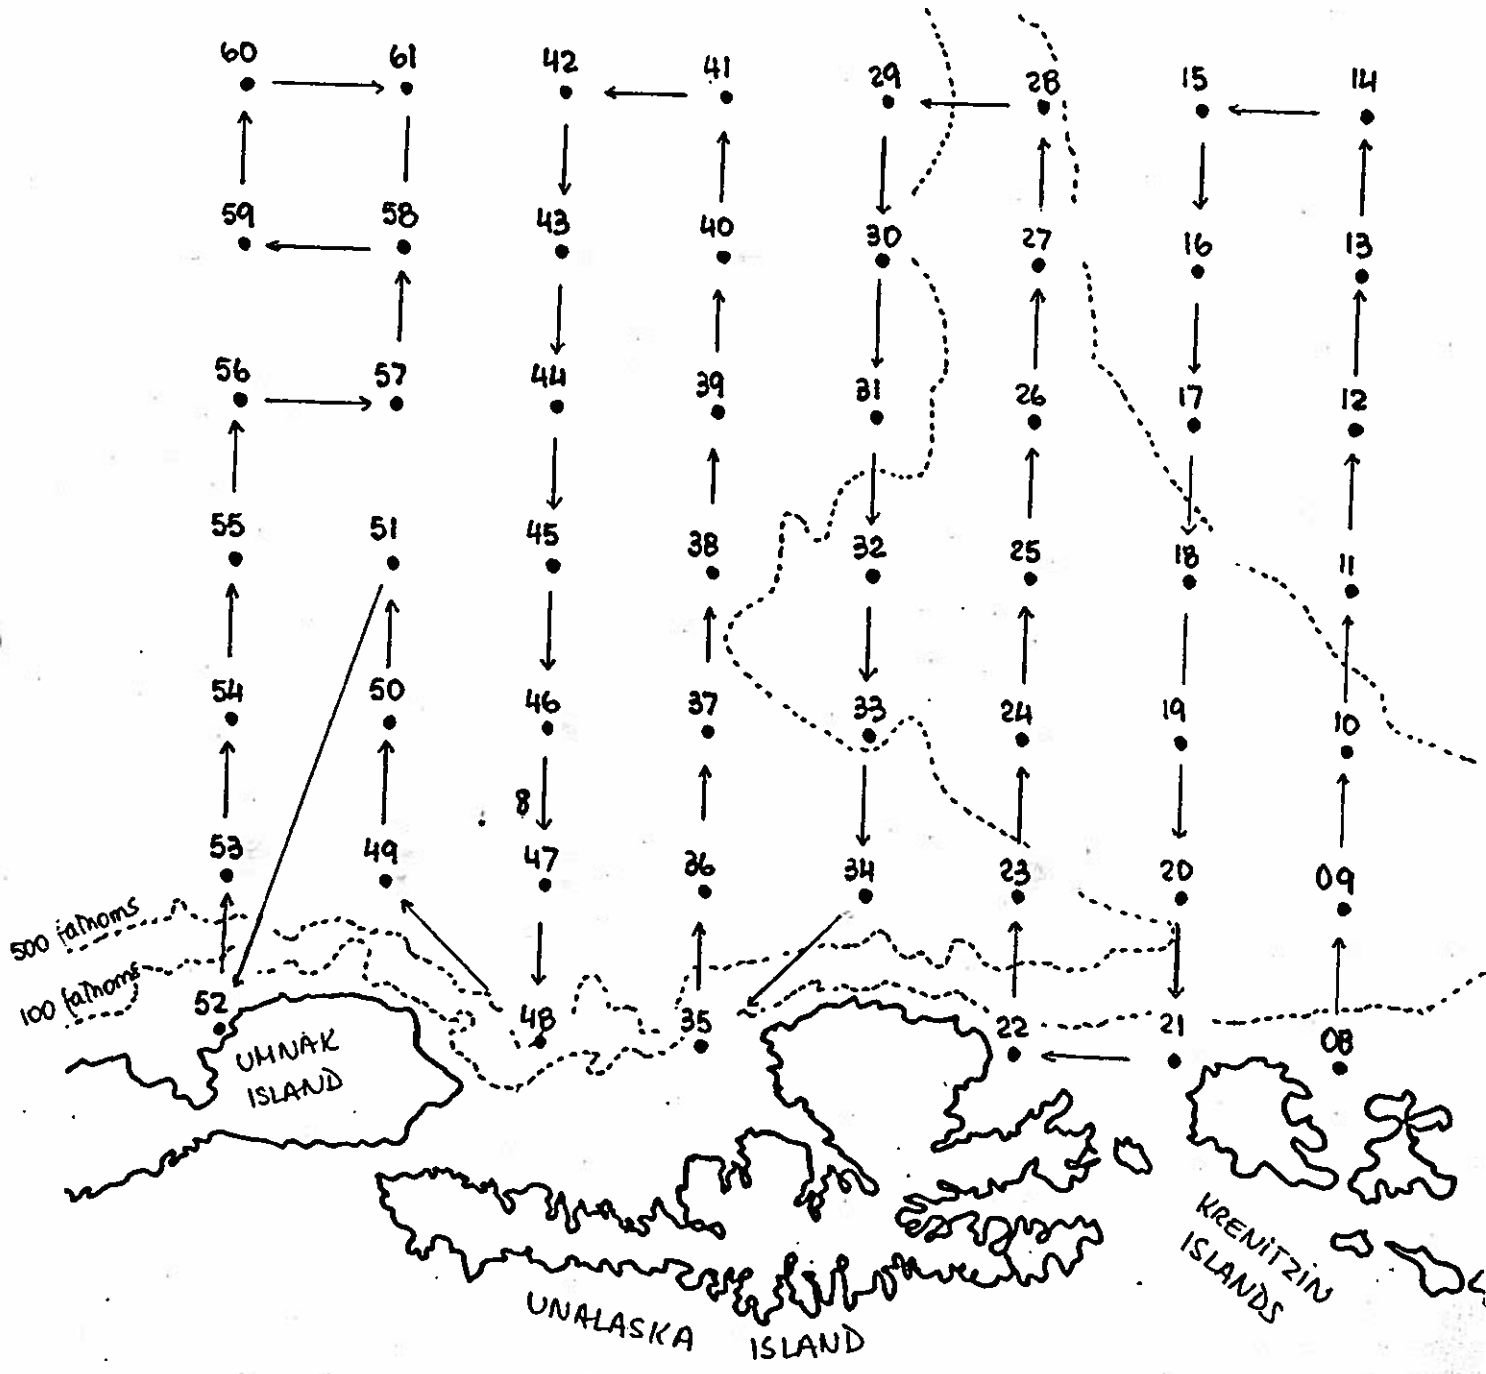 60 61 42 41 29 28 15 14
59 58 43 40 30 27 16 13
56 57 44 39 31 26 17 12
55 51 45 38 32 25 18 11
54 50 46 37 33 24 19 10
8
53 49 47 36 34 23 20 09
500 fathoms
100 fathoms
52 48 35 22 21 08
UMNAK
ISLAND
KRENITZIN
ISLANDS
UNALASKA ISLAND